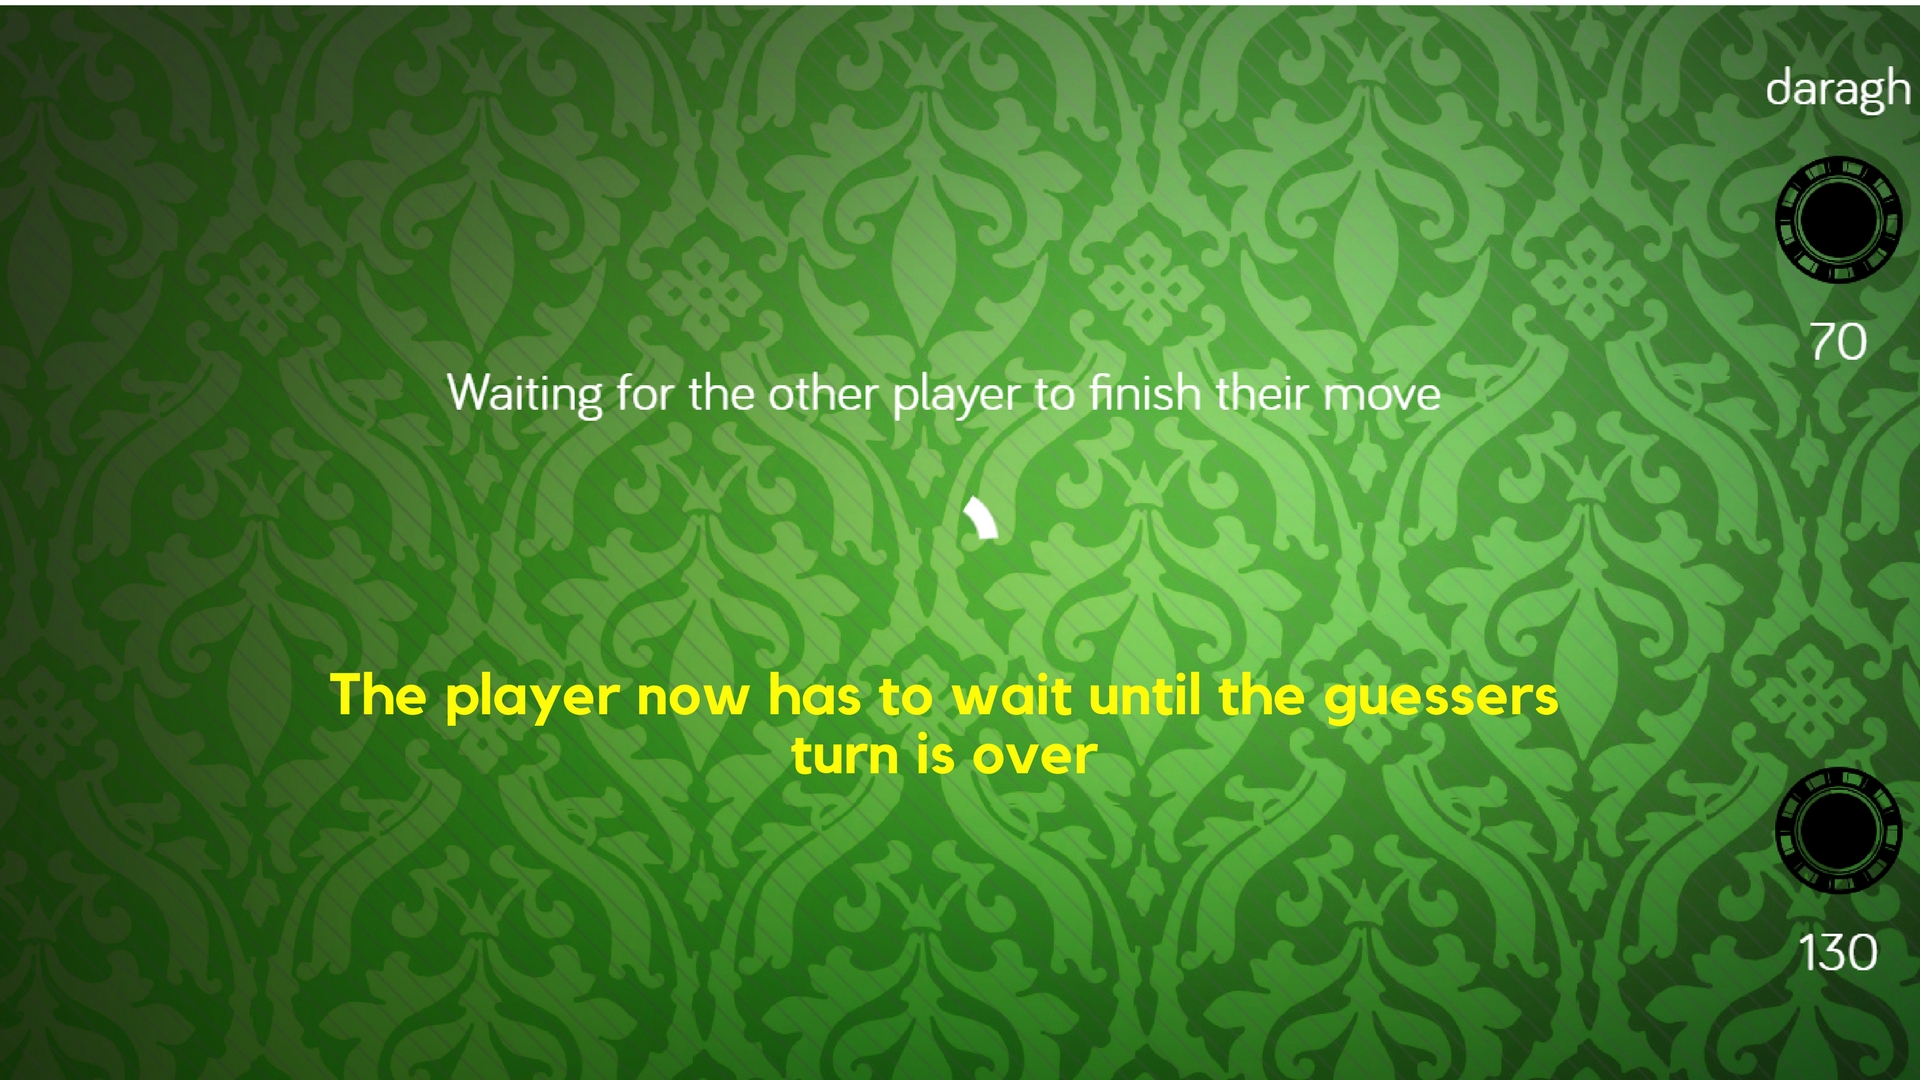 daragh
70
Waiting for the other player to finish their move
The player now has to wait until the guessers
turn is over
130